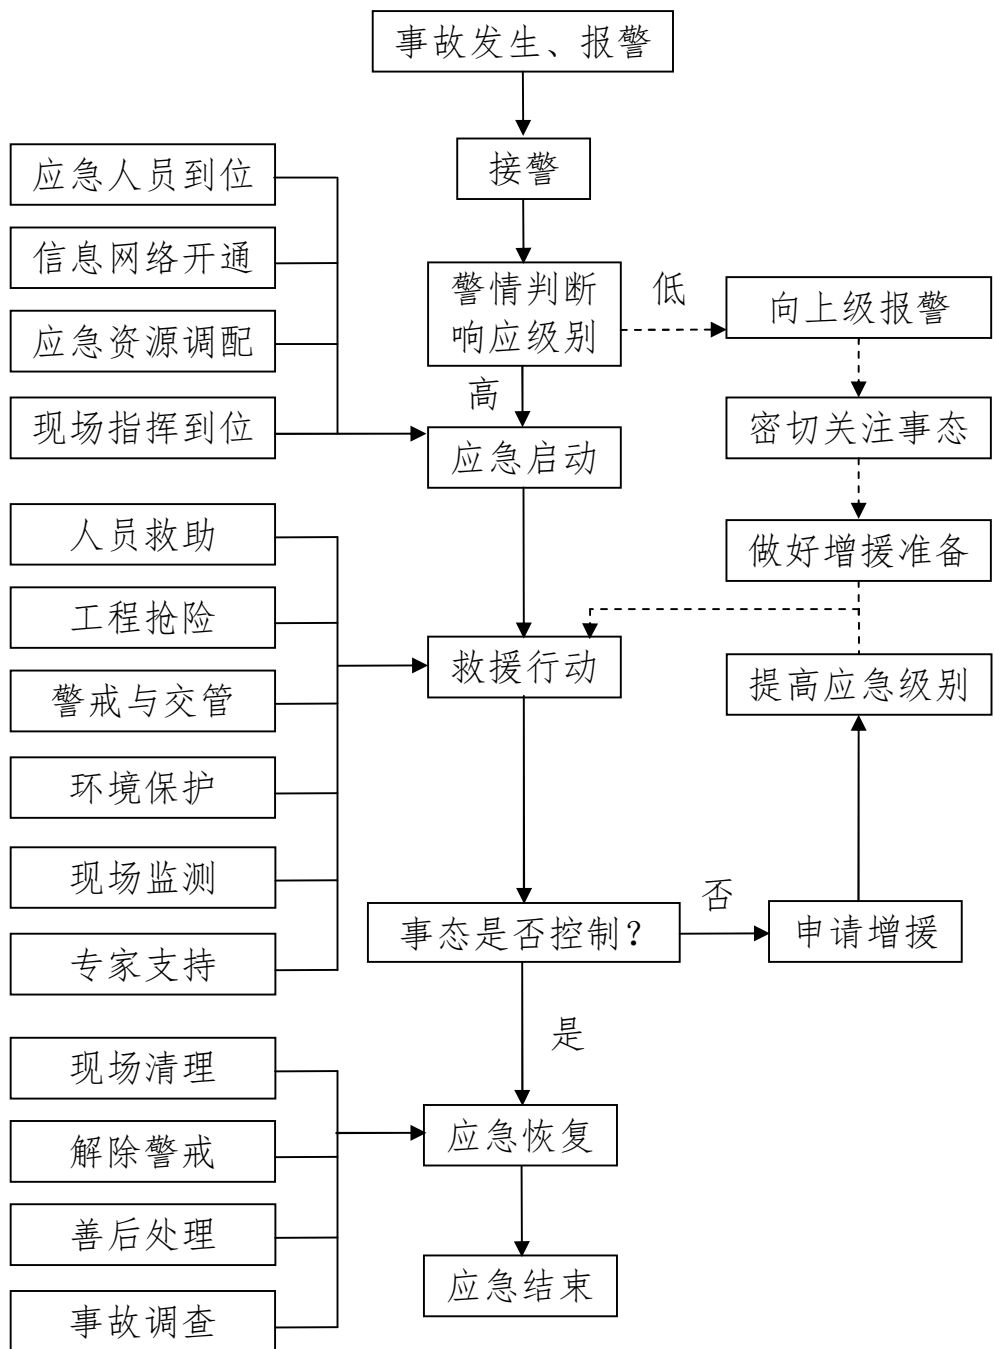 事故发生、报警
接警
应急人员到位
信息网络开通
应急资源调配
现场指挥到位
警情判断
响应级别
低
向上级报警
高
密切关注事态
应急启动
做好增援准备
人员救助
工程抢险
警戒与交管
环境保护
现场监测
专家支持
救援行动
提高应急级别
事态是否控制?
否
申请增援
是
现场清理
解除警戒
善后处理
事故调查
应急恢复
应急结束